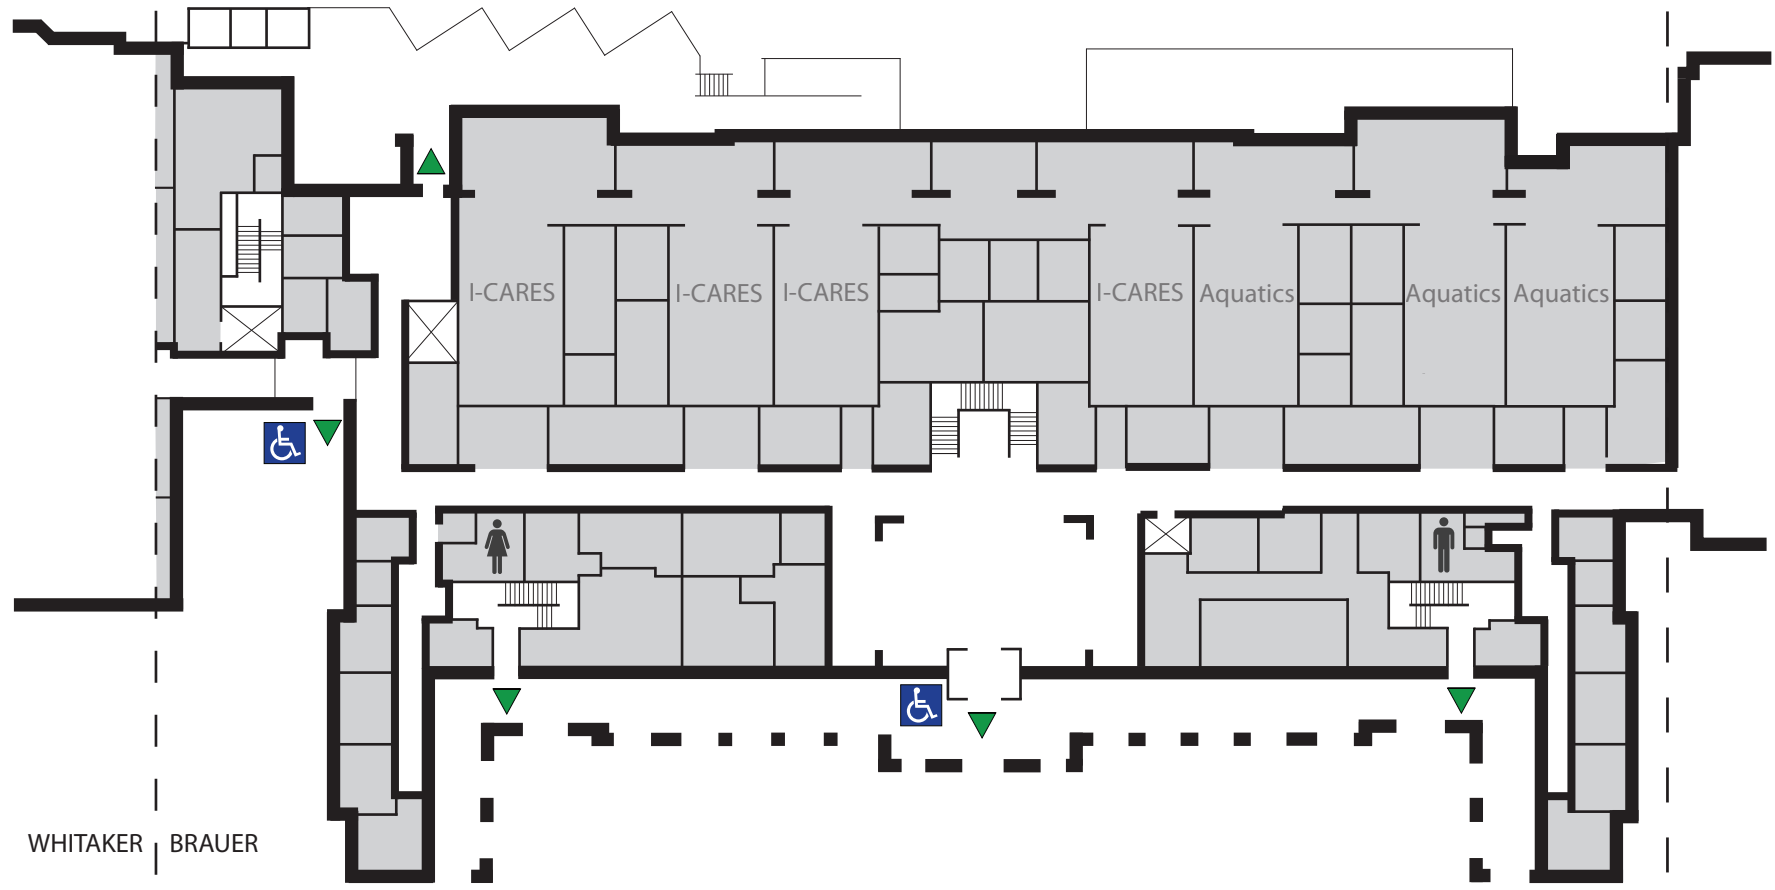 I-CARES
I-CARES
I-CARES
I-CARES
Aquatics
Aquatics
Aquatics
WHITAKER
BRAUER